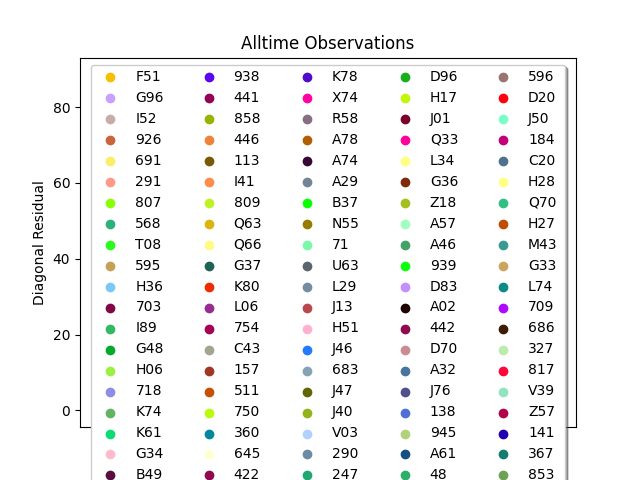 Alltime Observations
Diagonal Residual
80
60
40
20
0
F51 938 K78 D96 596
G96 441 X74 H17 D20
I52 858 R58 J01 J50
926 446 A78 Q33 184
691 113 A74 L34 C20
291 I41 A29 G36 H28
807 809 B37 Z18 Q70
568 Q63 N55 A57 H27
T08 Q66 71 A46 M43
595 G37 U63 939 G33
H36 K80 L29 D83 L74
703 L06 J13 A02 709
I89 754 H51 442 686
G48 C43 J46 D70 327
H06 157 683 A32 817
718 511 J47 J76 V39
K74 750 J40 138 Z57
K61 360 V03 945 141
G34 645 290 A61 367
B49 422 247 48 853